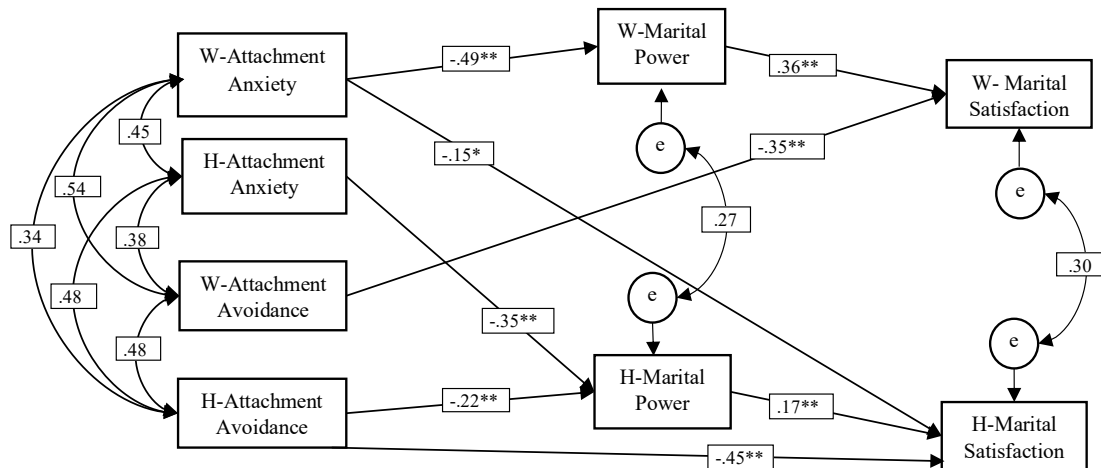 W-Attachment
Anxiety
H-Attachment
Anxiety
W-Attachment
Avoidance
H-Attachment
Avoidance
W-Marital
Power
H-Marital
Power
W- Marital
Satisfaction
H-Marital
Satisfaction
e
e
e
e
.45
.54
.34
.38
.48
.48
-.49**
-.15*
-.35**
-.22**
-.45**
.36**
-.35**
.17**
.27
.30